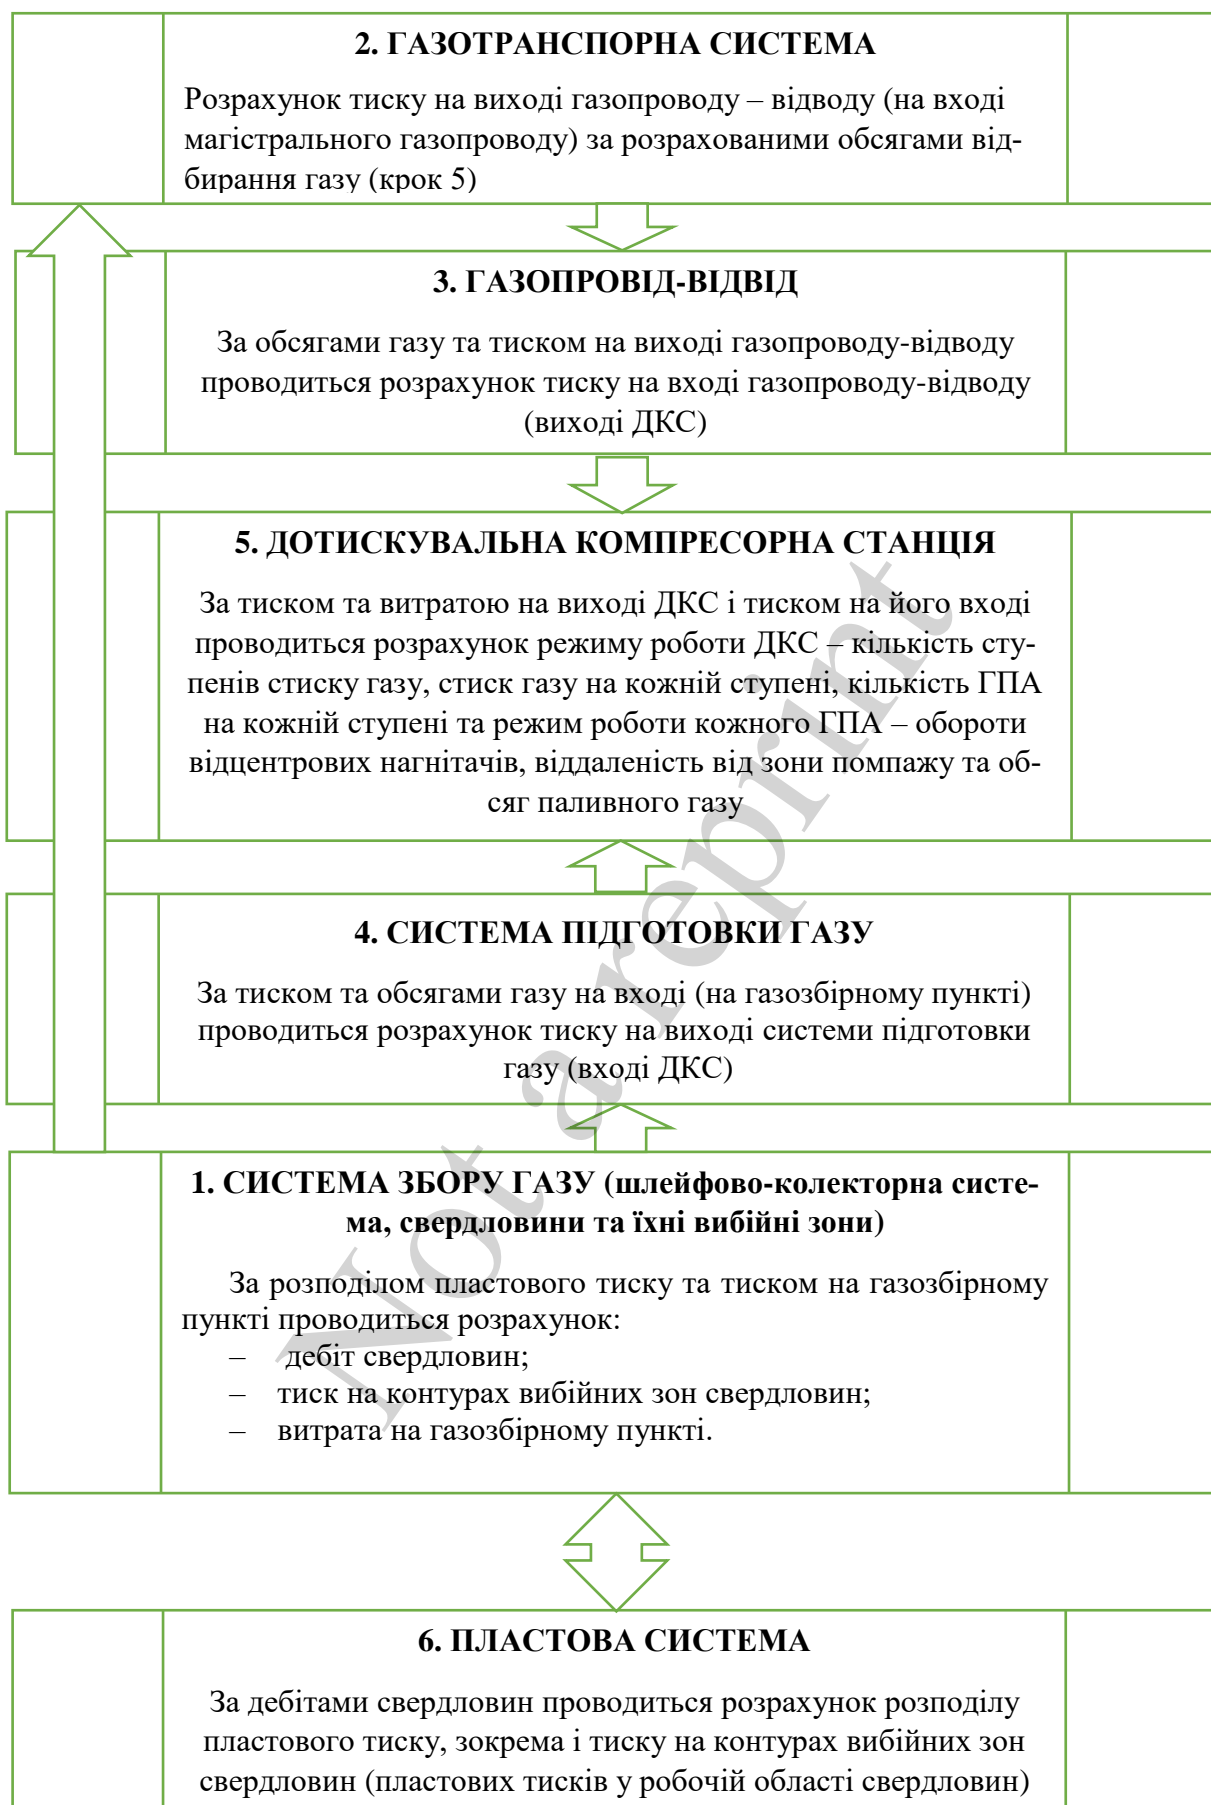 2. ГАЗОТРАНСПОРНА СИСТЕМА
Розрахунок тиску на виході газопроводу – відводу (на вході
магістрального газопроводу) за розрахованими обсягами від-
бирання газу (крок 5)
3. ГАЗОПРОВІД-ВІДВІД
За обсягами газу та тиском на виході газопроводу-відводу
проводиться розрахунок тиску на вході газопроводу-відводу
(виході ДКС)
5. ДОТИСКУВАЛЬНА КОМПРЕСОРНА СТАНЦІЯ
За тиском та витратою на виході ДКС і тиском на його вході
проводиться розрахунок режиму роботи ДКС – кількість сту-
пенів стиску газу, стиск газу на кожній ступені, кількість ГПА
на кожній ступені та режим роботи кожного ГПА – обороти
відцентрових нагнітачів, віддаленість від зони помпажу та об-
сяг паливного газу
4. СИСТЕМА ПІДГОТОВКИ ГАЗУ
За тиском та обсягами газу на вході (на газозбірному пункті)
проводиться розрахунок тиску на виході системи підготовки
газу (вході ДКС)
1. СИСТЕМА ЗБОРУ ГАЗУ (шлейфово-колекторна систе-
ма, свердловини та їхні вибійні зони)
За розподілом пластового тиску та тиском на газозбірному
пункті проводиться розрахунок:
– дебіт свердловин;
– тиск на контурах вибійних зон свердловин;
– витрата на газозбірному пункті.
6. ПЛАСТОВА СИСТЕМА
За дебітами свердловин проводиться розрахунок розподілу
пластового тиску, зокрема і тиску на контурах вибійних зон
свердловин (пластових тисків у робочій області свердловин)
Not a reprint